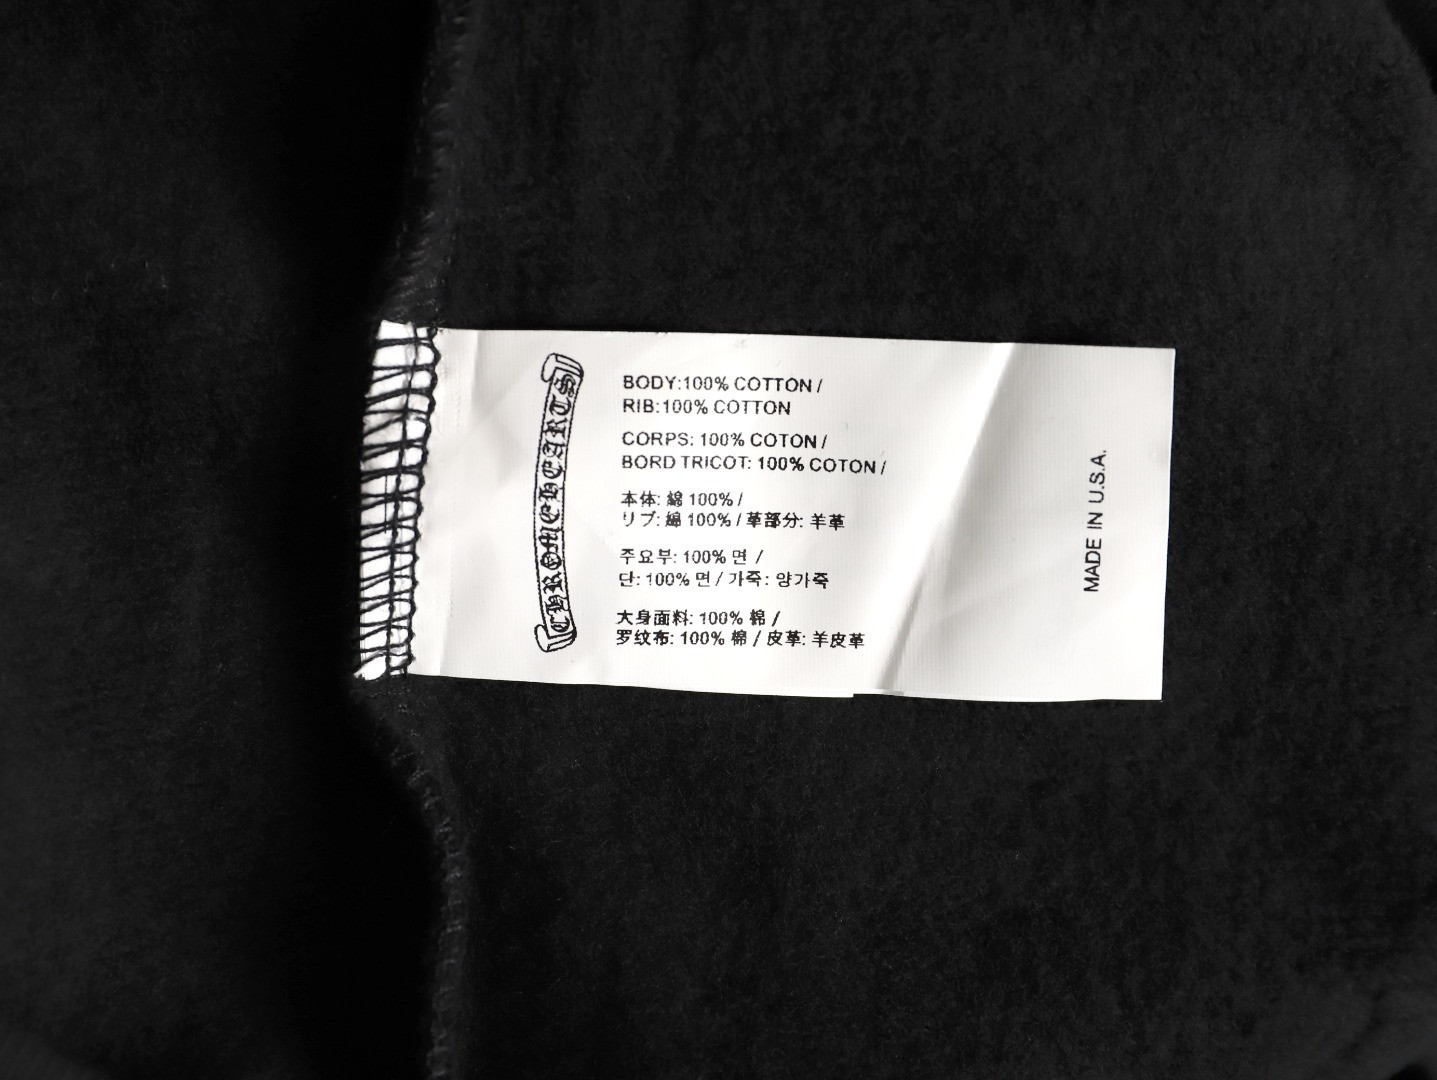 CHROME HEARTS
BODY:100% COTTON /
RIB:100% COTTON
CORPS: 100% COTON /
BORD TRICOT: 100% COTON /
本体: 綿 100% /
リブ: 綿 100% / 革部分: 羊革
주요부: 100% 면 /
단: 100% 면 / 가죽: 양가죽
大身面料: 100% 棉 /
罗纹布: 100% 棉 / 皮革: 羊皮革
MADE IN U.S.A.